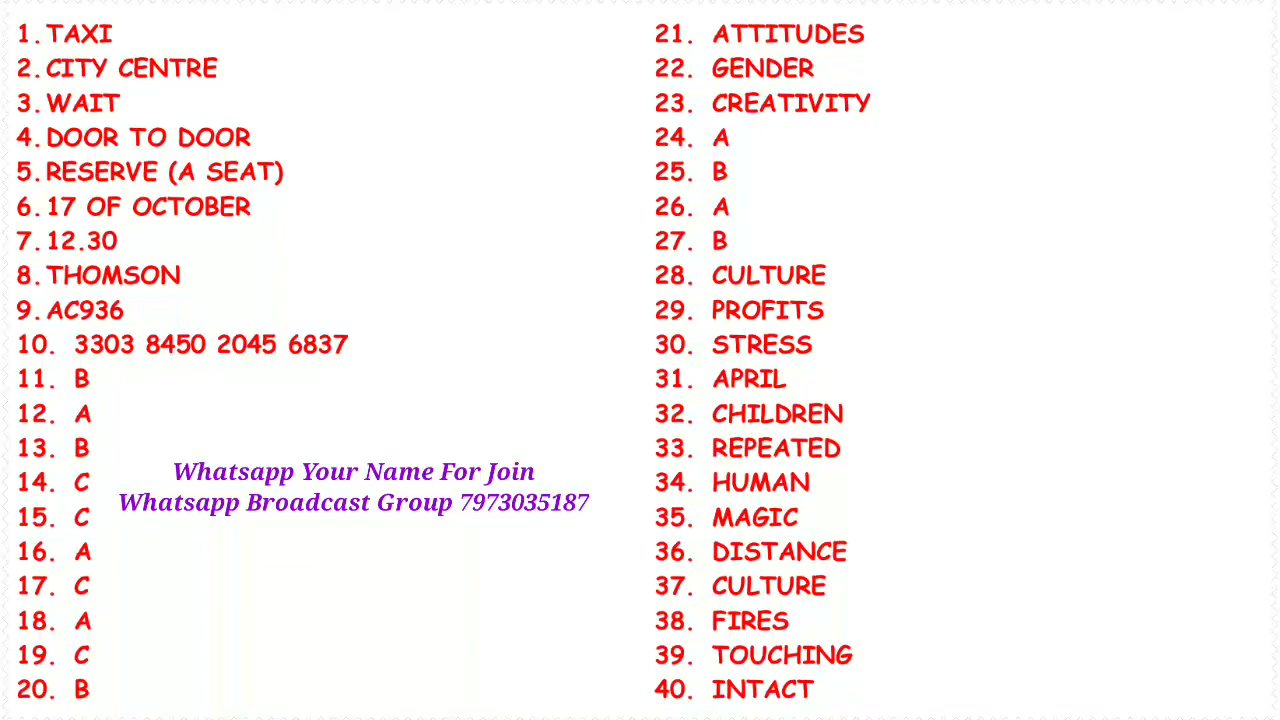 1. TAXI
2. CITY CENTRE
3. WAIT
4. DOOR TO DOOR
5. RESERVE (A SEAT)
6. 17 OF OCTOBER
7. 12.30
8. THOMSON
9. AC936
10. 3303 8450 2045 6837
11. B
12. A
13. B
14. C
15. C
16. A
17. C
18. A
19. C
20. B
Whatsapp Your Name For Join
Whatsapp Broadcast Group 7973035187
21. ATTITUDES
22. GENDER
23. CREATIVITY
24. A
25. B
26. A
27. B
28. CULTURE
29. PROFITS
30. STRESS
31. APRIL
32. CHILDREN
33. REPEATED
34. HUMAN
35. MAGIC
36. DISTANCE
37. CULTURE
38. FIRES
39. TOUCHING
40. INTACT